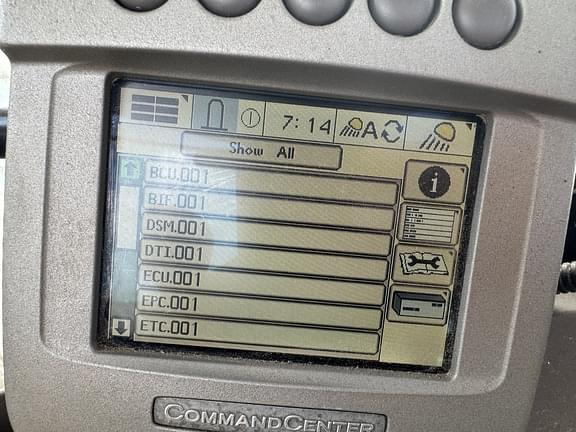 7:14
A
Show All
BCU.001
BIF.001
DSM.001
DTI.001
ECU.001
EPC.001
ETC.001
COMMANDCENTER